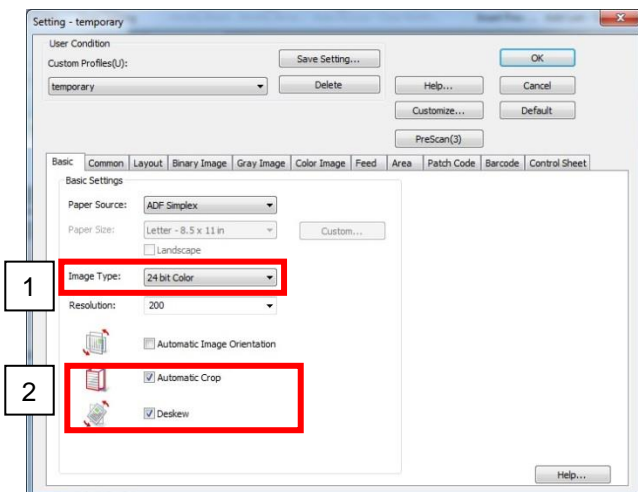 Setting - temporary
User Condition
Custom Profiles(U):
Save Setting...
OK
temporary
Delete
Help...
Cancel
Customize...
Default
PreScan(3)
Basic Common Layout Binary Image Gray Image Color Image Feed Area Patch Code Barcode Control Sheet
Basic Settings
Paper Source: ADF Simplex
Paper Size: Letter - 8.5 x 11 in Custom...
Landscape
1
Image Type: 24 bit Color
Resolution: 200
Automatic Image Orientation
2
Automatic Crop
Deskew
Help...